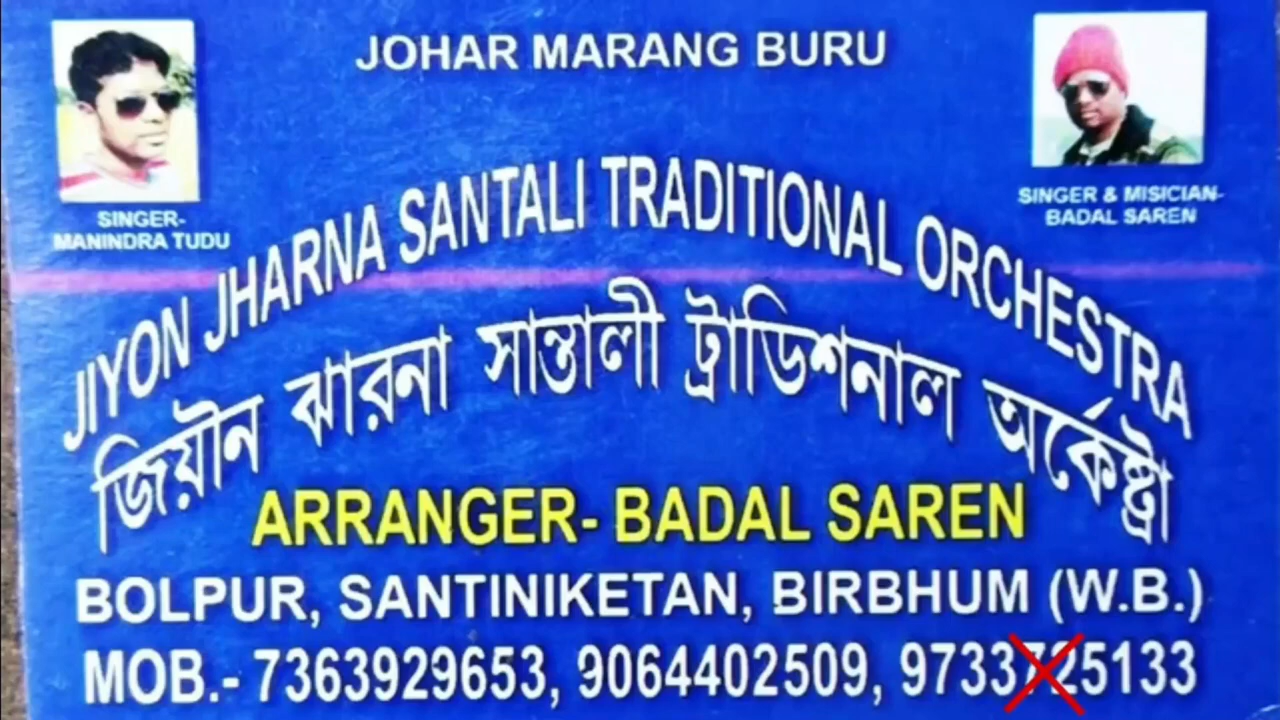 JOHAR MARANG BURU
SINGER-
MANINDRA TUDU
SINGER & MISICIAN-
BADAL SAREN
JIYON JHARNA SANTALI TRADITIONAL ORCHESTRA
জিয়ৗন ঝারনা সান্তালী ট্রাডিশনাল অর্কেষ্ট্রা
ARRANGER- BADAL SAREN
BOLPUR, SANTINIKETAN, BIRBHUM (W.B.)
MOB.- 7363929653, 9064402509, 9733725133